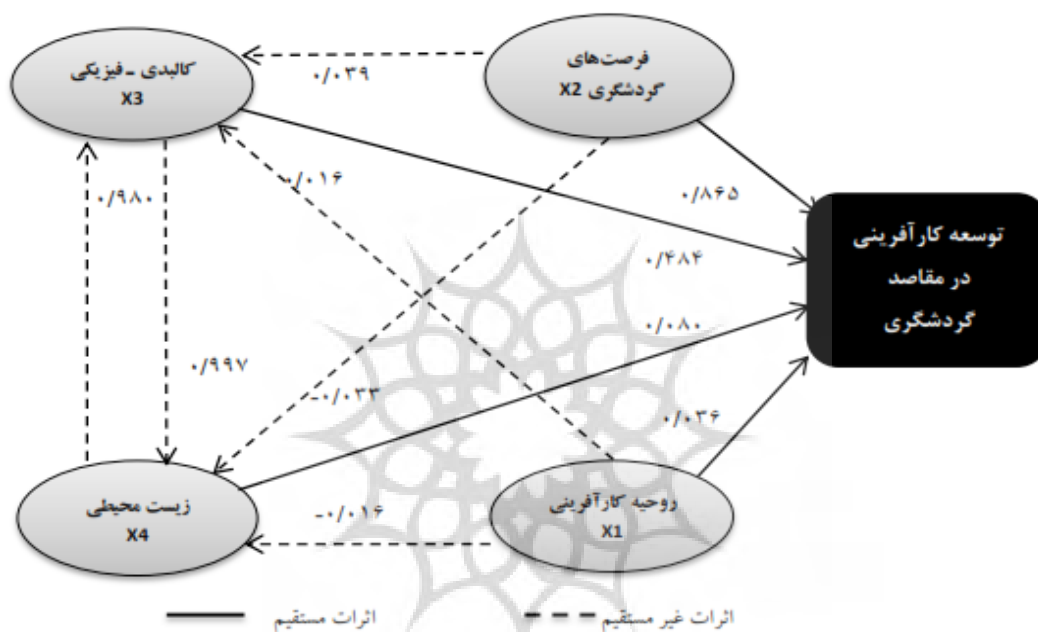 فرصت‌های
گردشگری X2
کالبدی - فیزیکی
X3
۰/۰۳۹
۰/۰۱۶
۰/۹۸۰
۰/۸۶۵
توسعه کارآفرینی
در مقاصد
گردشگری
۰/۴۸۴
۰/۰۸۰
۰/۹۹۷
-۰/۰۳۳
۰/۰۳۶
روحیه کارآفرینی
X1
زیست محیطی
X4
-۰/۰۱۶
اثرات غیر مستقیم
اثرات مستقیم